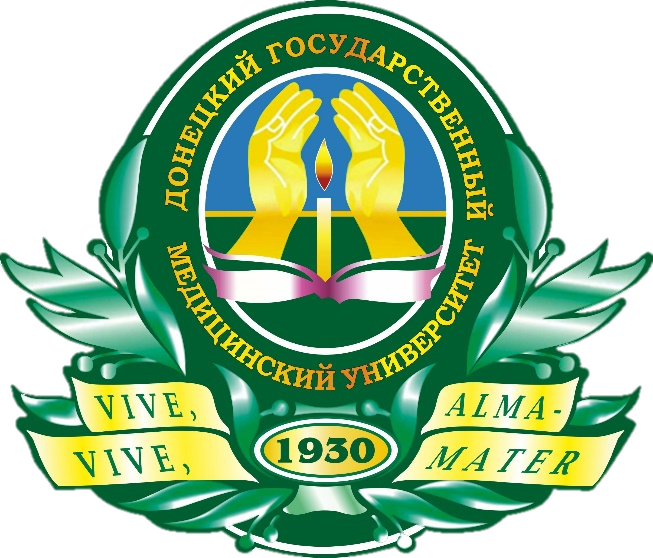 ДОНЕЦКИЙ ГОСУДАРСТВЕННЫЙ
МЕДИЦИНСКИЙ УНИВЕРСИТЕТ
VIVE,
VIVE,
1930
ALMA-
MATER